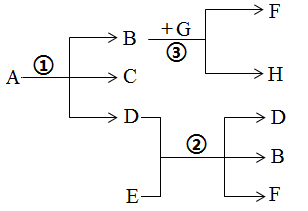 A ① B C D
B +G ③ F H
D E ② D B F